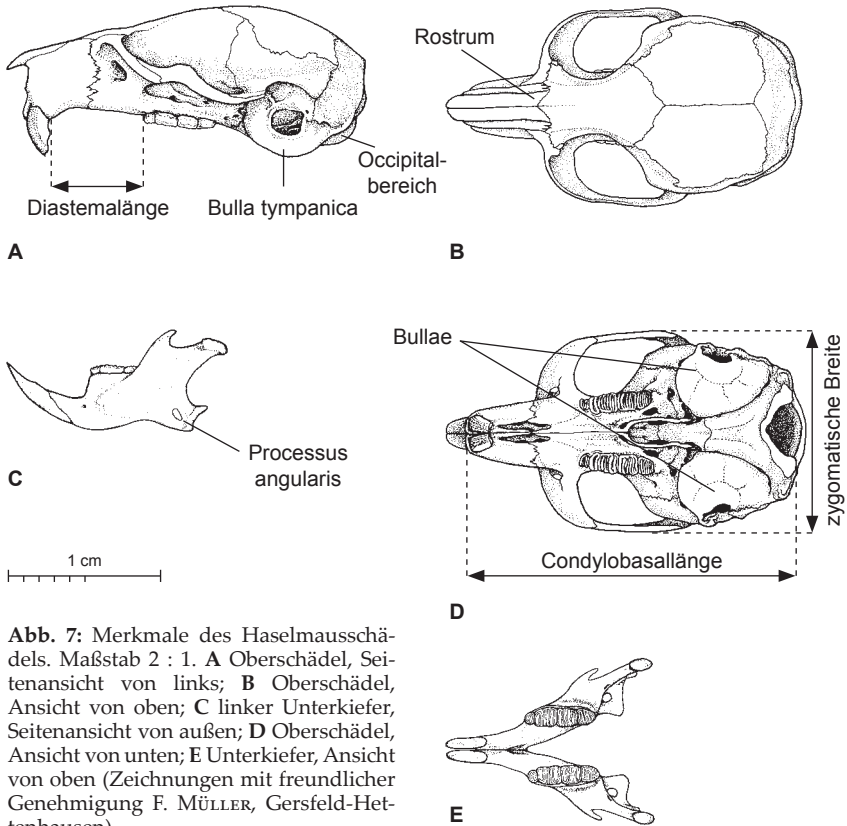 Rostrum
Occipital-
bereich
Diastemalänge
Bulla tympanica
A
B
Bullae
Processus
angularis
C
zygomatische Breite
1 cm
Condylobasallänge
D
Abb. 7: Merkmale des Haselmausschä-
dels. Maßstab 2 : 1. A Oberschädel, Sei-
tenansicht von links; B Oberschädel,
Ansicht von oben; C linker Unterkiefer,
Seitenansicht von außen; D Oberschädel,
Ansicht von unten; E Unterkiefer, Ansicht
von oben (Zeichnungen mit freundlicher
Genehmigung F. MÜLLER, Gersfeld-Het-
tenhausen)
E